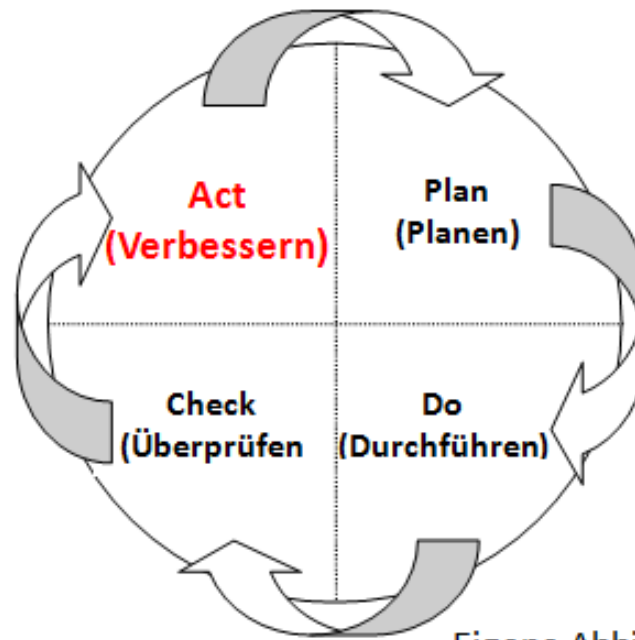 Act
(Verbessern)
Plan
(Planen)
Check
(Überprüfen
Do
(Durchführen)